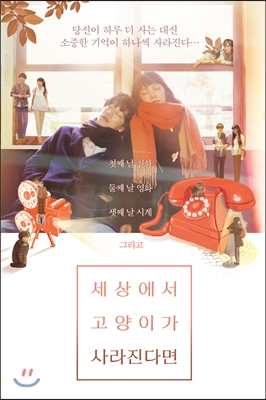 당신이 하루 더 사는 대신
소중한 기억이 하나씩 사라진다…
첫째 날 전화
둘째 날 영화
셋째 날 시계
그리고
세상에서
고양이가
사라진다면